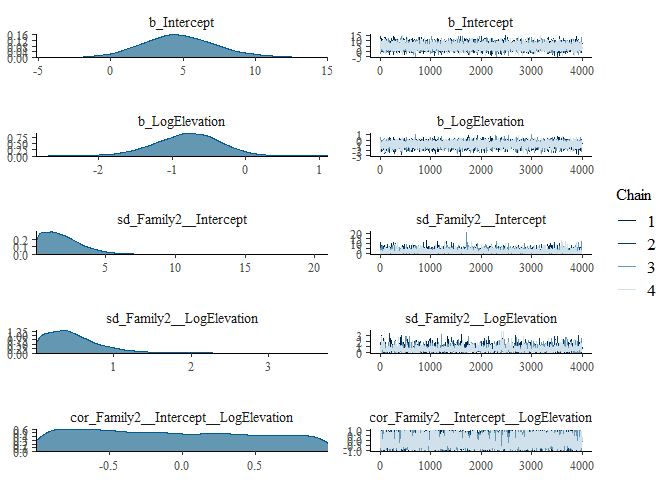 b_Intercept
b_Intercept
-5 0 5 10 15
0 1000 2000 3000 4000
b_LogElevation
b_LogElevation
-2 -1 0 1
0 1000 2000 3000 4000
sd_Family2__Intercept
sd_Family2__Intercept
5 10 15 20
0 1000 2000 3000 4000
sd_Family2__LogElevation
sd_Family2__LogElevation
1 2 3
0 1000 2000 3000 4000
cor_Family2__Intercept__LogElevation
cor_Family2__Intercept__LogElevation
-0.5 0.0 0.5
0 1000 2000 3000 4000
Chain
1
2
3
4